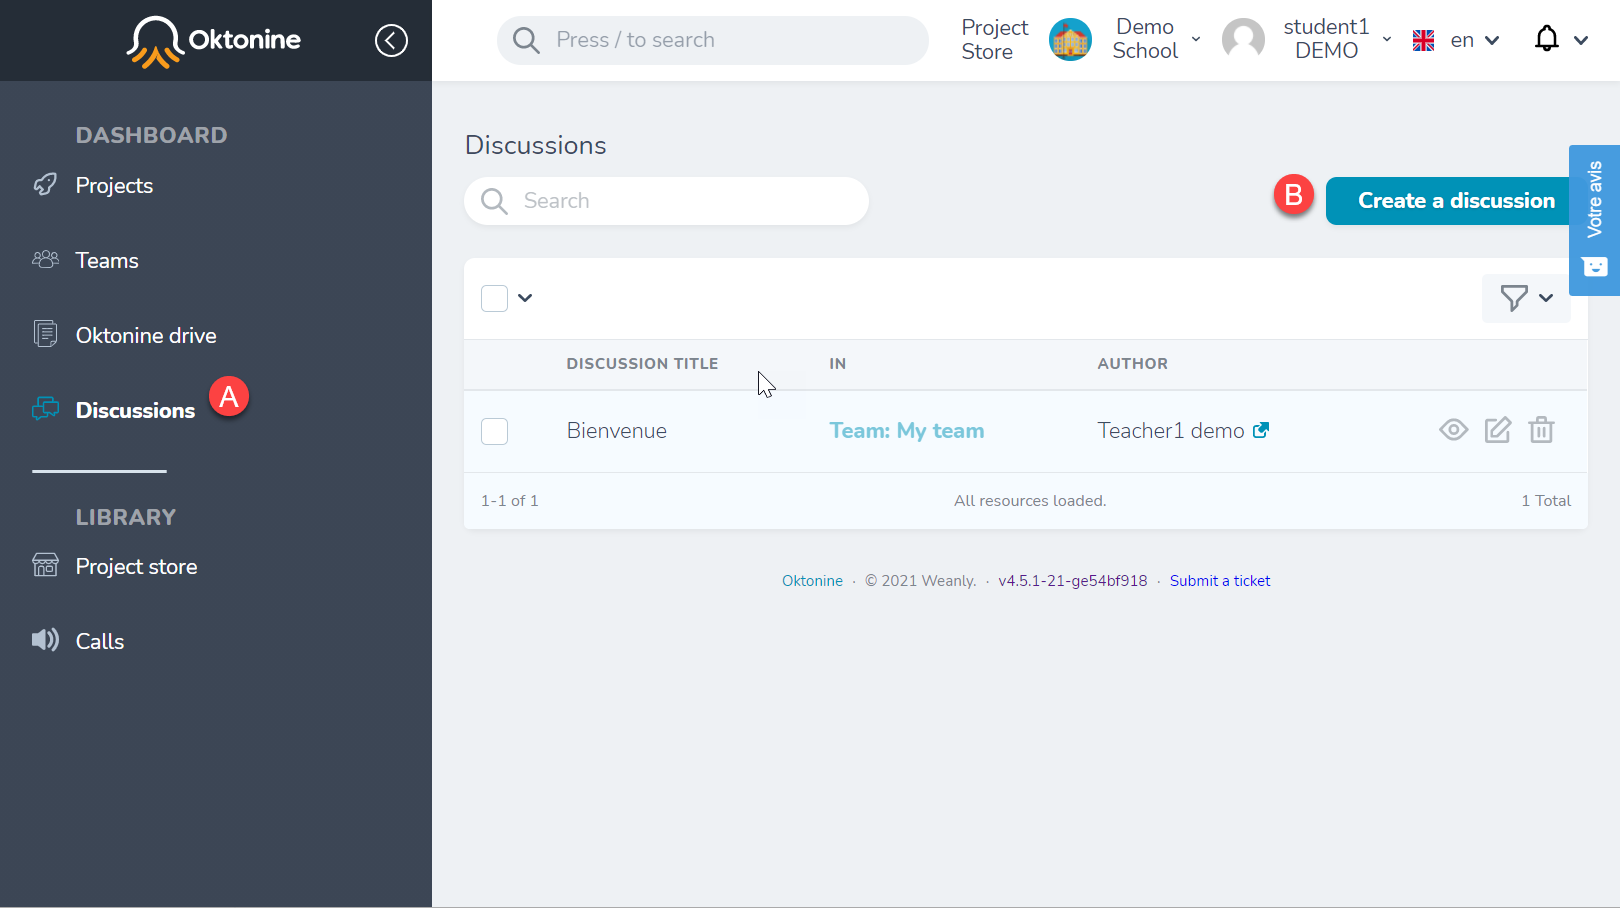 Oktonine
Press / to search
Project
Store
Demo
School
student1
DEMO
en
DASHBOARD
Projects
Teams
Oktonine drive
Discussions
A
LIBRARY
Project store
Calls
Discussions
Search
B
Create a discussion
Votre avis
DISCUSSION TITLE IN AUTHOR
Bienvenue Team: My team Teacher1 demo
1-1 of 1 All resources loaded. 1 Total
Oktonine · © 2021 Weanly. · v4.5.1-21-ge54bf918 · Submit a ticket